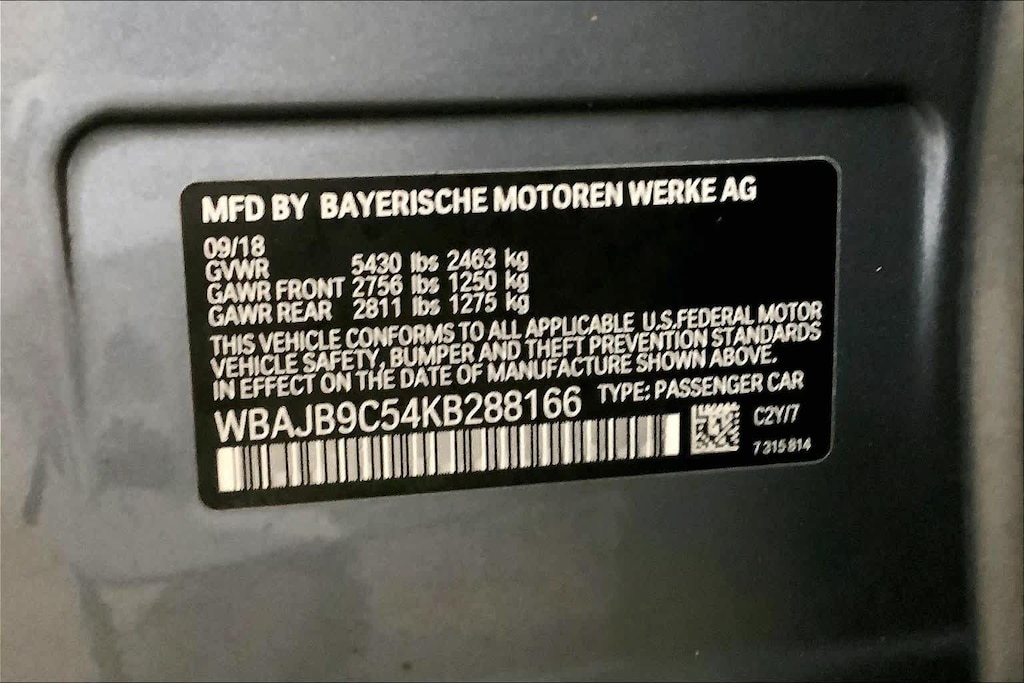 MFD BY BAYERISCHE MOTOREN WERKE AG
09/18
GVWR 5430 lbs 2463 kg
GAWR FRONT 2756 lbs 1250 kg
GAWR REAR 2811 lbs 1275 kg
THIS VEHICLE CONFORMS TO ALL APPLICABLE U.S.FEDERAL MOTOR
VEHICLE SAFETY, BUMPER AND THEFT PREVENTION STANDARDS
IN EFFECT ON THE DATE OF MANUFACTURE SHOWN ABOVE.
WBAJB9C54KB288166 TYPE: PASSENGER CAR
C2Y/7
7 315 814